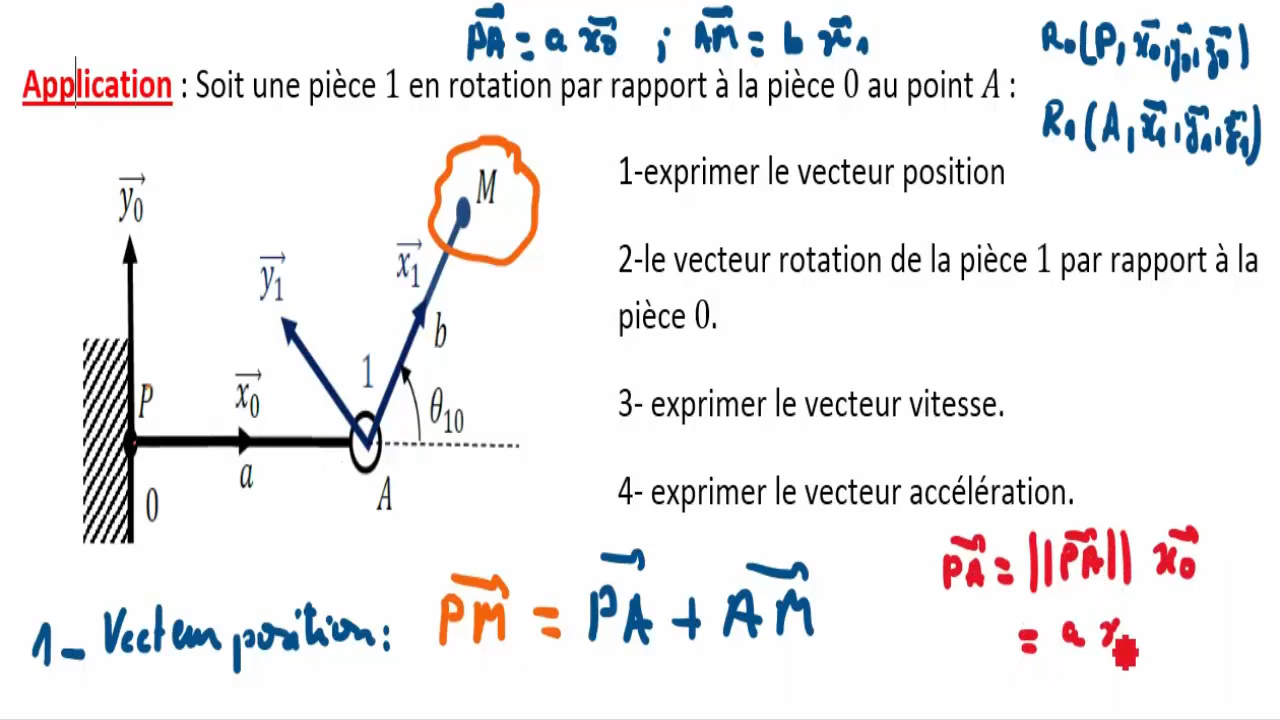 PA = a x0 ; AM = b x1
R0(P, x0, y0, z0)
Application : Soit une pièce 1 en rotation par rapport à la pièce 0 au point A :
R1(A, x1, y1, z1)
1-exprimer le vecteur position
2-le vecteur rotation de la pièce 1 par rapport à la
pièce 0.
3- exprimer le vecteur vitesse.
4- exprimer le vecteur accélération.
y0
M
x1
y1
b
1
P
x0
θ10
a
A
0
PA = ||PA|| x0
= a x
1- Vecteur position: PM = PA + AM